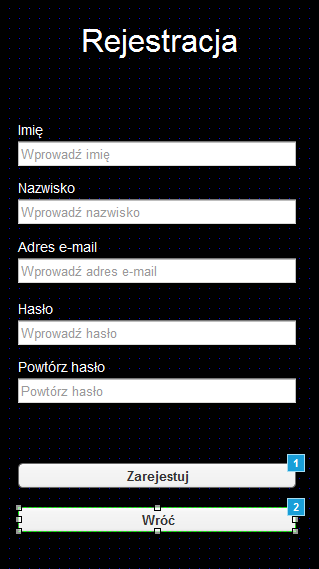 Rejestracja
Imię
Wprowadź imię
Nazwisko
Wprowadź nazwisko
Adres e-mail
Wprowadź adres e-mail
Hasło
Wprowadź hasło
Powtórz hasło
Powtórz hasło
1
Zarejestuj
2
Wróć